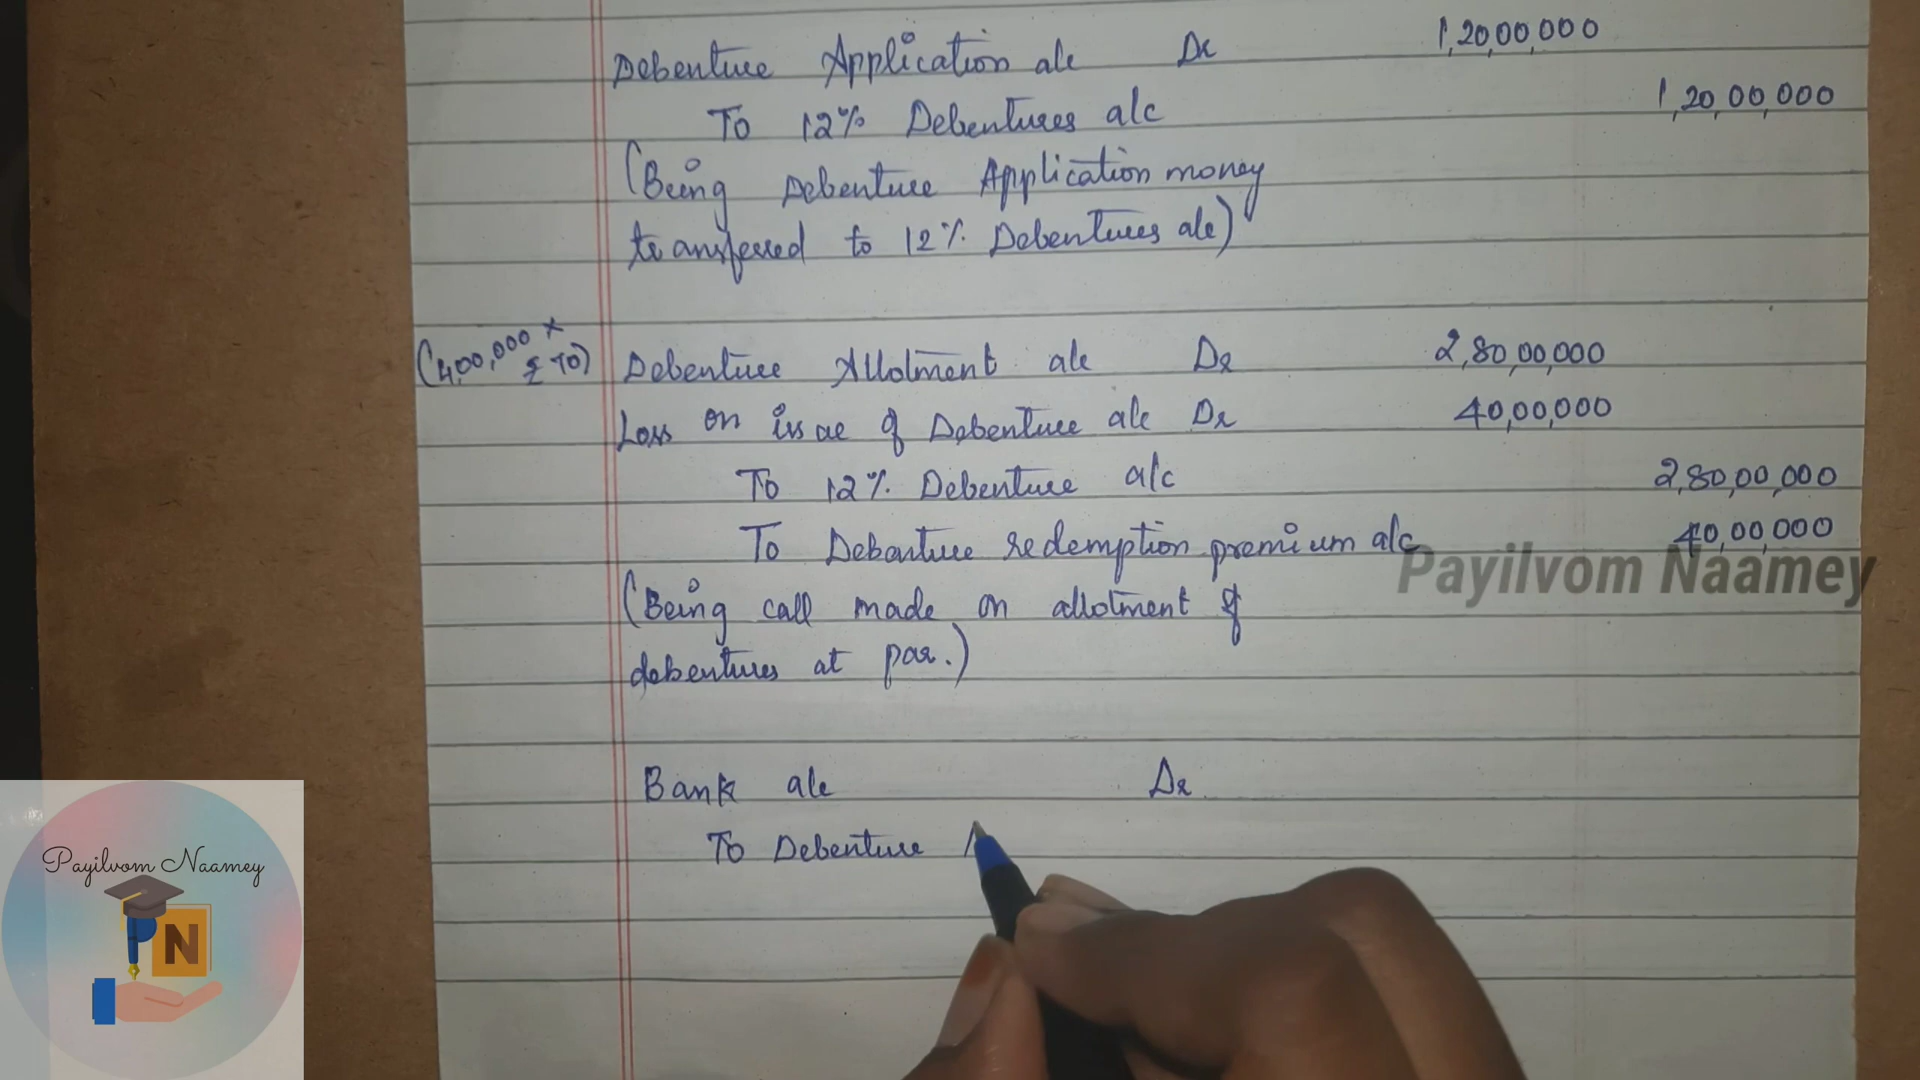 Debenture Application a/c Dr 1,20,00,000
To 12% Debentures a/c 1,20,00,000
(Being Debenture Application money
transferred to 12% Debentures a/c)
(4,00,000 x
₹ 70) Debenture Allotment a/c Dr 2,80,00,000
Loss on issue of Debenture a/c Dr 40,00,000
To 12% Debenture a/c 2,80,00,000
To Debenture redemption premium a/c 40,00,000
Payilvom Naamey
(Being call made on allotment of
debentures at par.)
Bank a/c Dr
To Debenture
Payilvom Naamey
P N